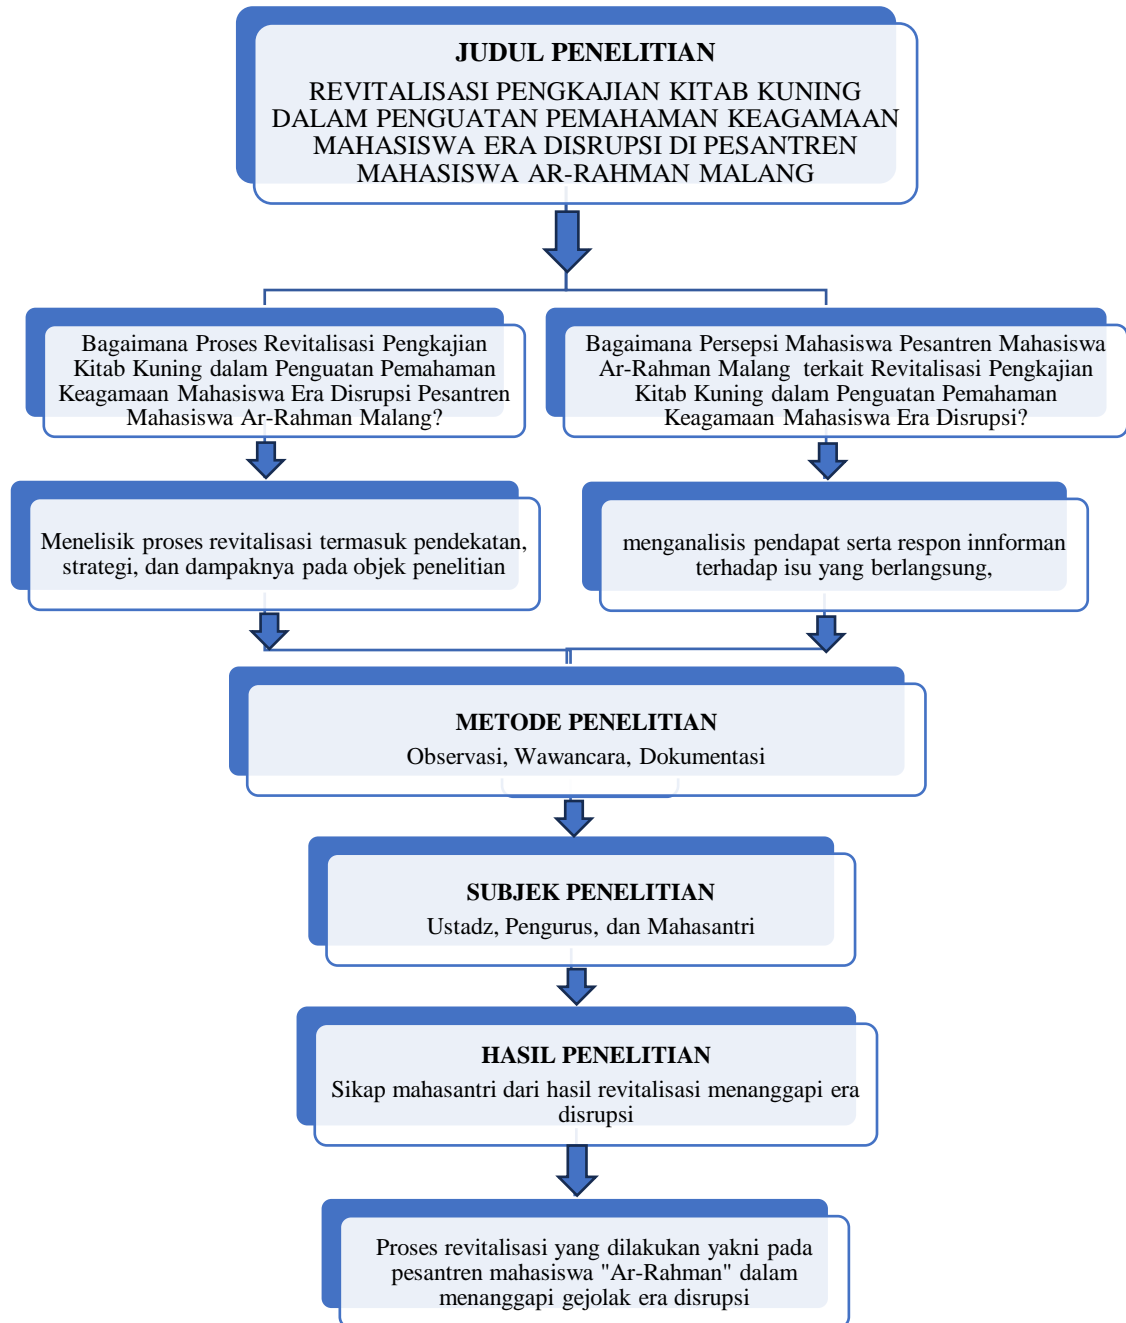 JUDUL PENELITIAN
REVITALISASI PENGKAJIAN KITAB KUNING
DALAM PENGUATAN PEMAHAMAN KEAGAMAAN
MAHASISWA ERA DISRUPSI DI PESANTREN
MAHASISWA AR-RAHMAN MALANG
Bagaimana Proses Revitalisasi Pengkajian
Kitab Kuning dalam Penguatan Pemahaman
Keagamaan Mahasiswa Era Disrupsi Pesantren
Mahasiswa Ar-Rahman Malang?
Bagaimana Persepsi Mahasiswa Pesantren Mahasiswa
Ar-Rahman Malang terkait Revitalisasi Pengkajian
Kitab Kuning dalam Penguatan Pemahaman
Keagamaan Mahasiswa Era Disrupsi?
Menelisik proses revitalisasi termasuk pendekatan,
strategi, dan dampaknya pada objek penelitian
menganalisis pendapat serta respon innforman
terhadap isu yang berlangsung,
METODE PENELITIAN
Observasi, Wawancara, Dokumentasi
SUBJEK PENELITIAN
Ustadz, Pengurus, dan Mahasantri
HASIL PENELITIAN
Sikap mahasantri dari hasil revitalisasi menanggapi era
disrupsi
Proses revitalisasi yang dilakukan yakni pada
pesantren mahasiswa "Ar-Rahman" dalam
menanggapi gejolak era disrupsi